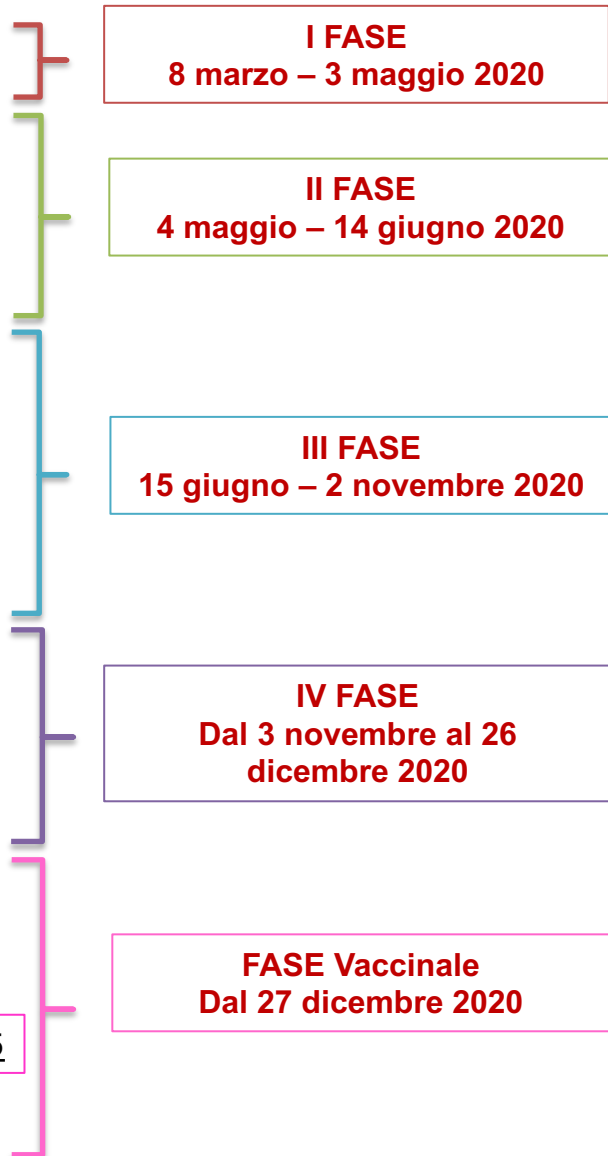 I FASE
8 marzo – 3 maggio 2020
II FASE
4 maggio – 14 giugno 2020
III FASE
15 giugno – 2 novembre 2020
IV FASE
Dal 3 novembre al 26
dicembre 2020
FASE Vaccinale
Dal 27 dicembre 2020